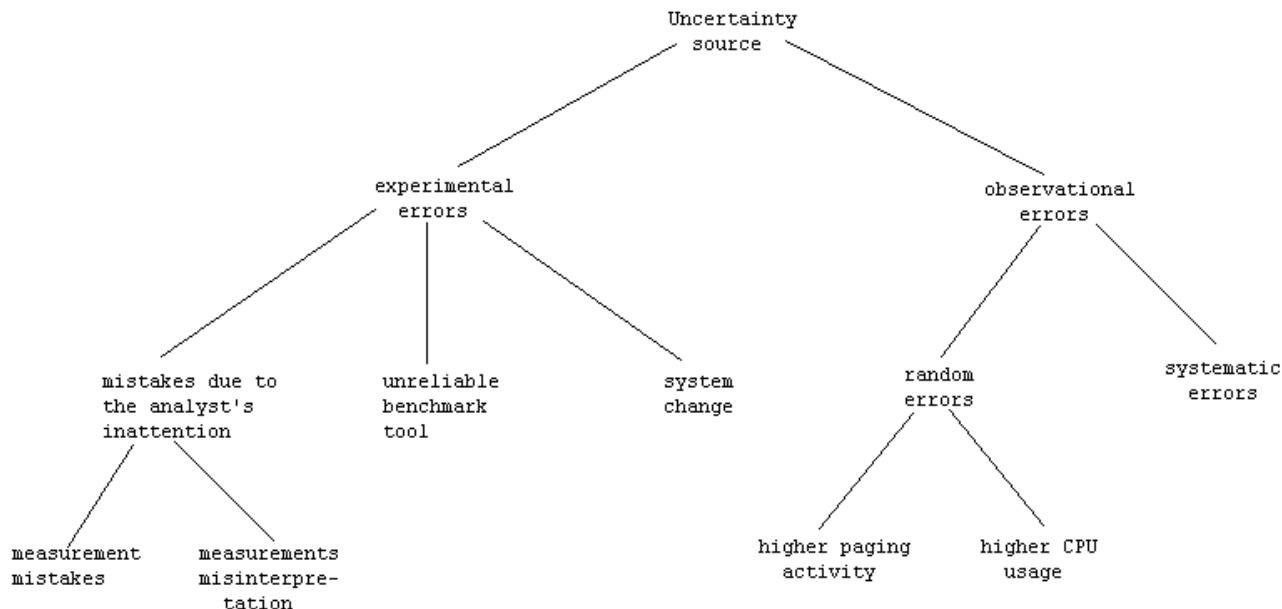 Uncertainty
source
experimental
errors
observational
errors
mistakes due to
the analyst's
inattention
unreliable
benchmark
tool
system
change
random
errors
systematic
errors
measurement
mistakes
measurements
misinterpre-
tation
higher paging
activity
higher CPU
usage